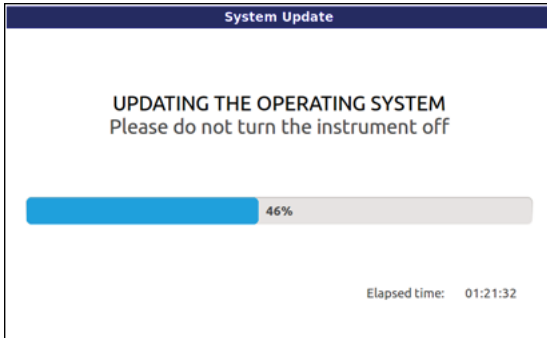 System Update
UPDATING THE OPERATING SYSTEM
Please do not turn the instrument off
46%
Elapsed time: 01:21:32